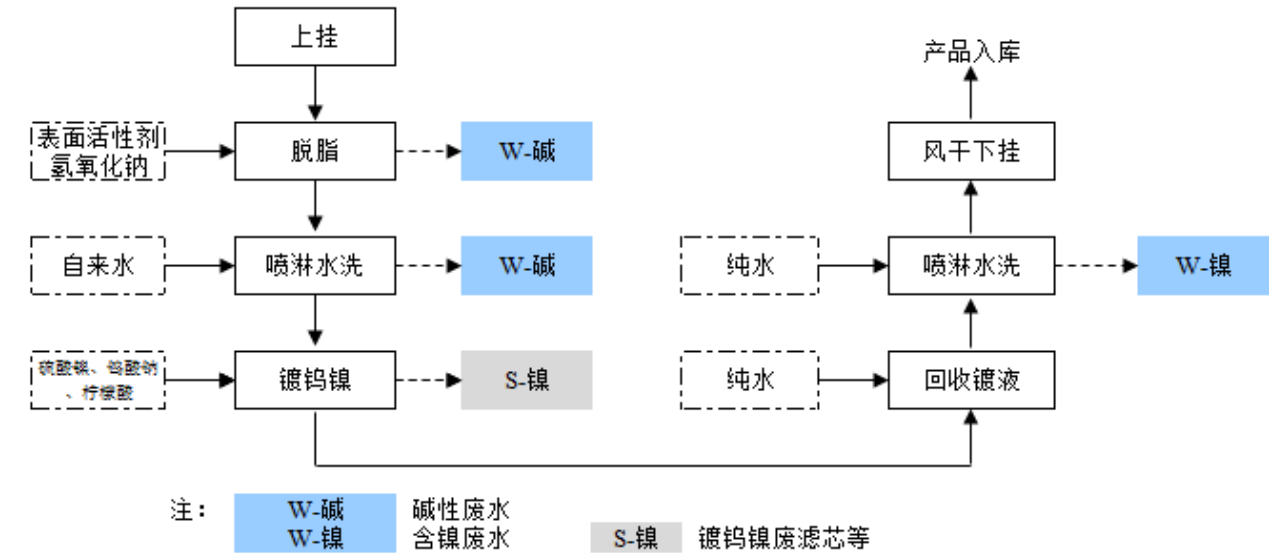 上挂
产品入库
表面活性剂
氢氧化钠
脱脂
W-碱
风干下挂
自来水
喷淋水洗
W-碱
纯水
喷淋水洗
W-镍
硫酸镍、钨酸钠
、柠檬酸
镀钨镍
S-镍
纯水
回收镀液
注：
W-碱
碱性废水
W-镍
含镍废水
S-镍
镀钨镍废滤芯等